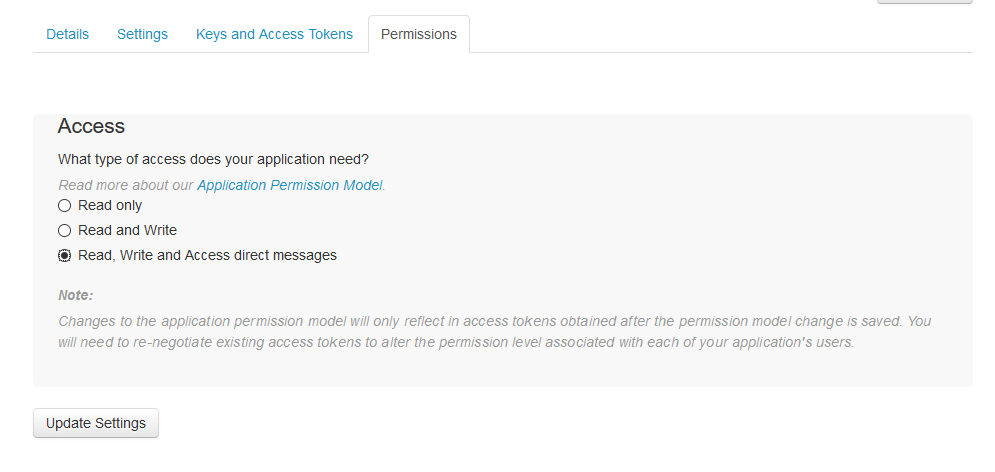 Details Settings Keys and Access Tokens Permissions
Access
What type of access does your application need?
Read more about our Application Permission Model.
Read only
Read and Write
Read, Write and Access direct messages
Note:
Changes to the application permission model will only reflect in access tokens obtained after the permission model change is saved. You
will need to re-negotiate existing access tokens to alter the permission level associated with each of your application's users.
Update Settings